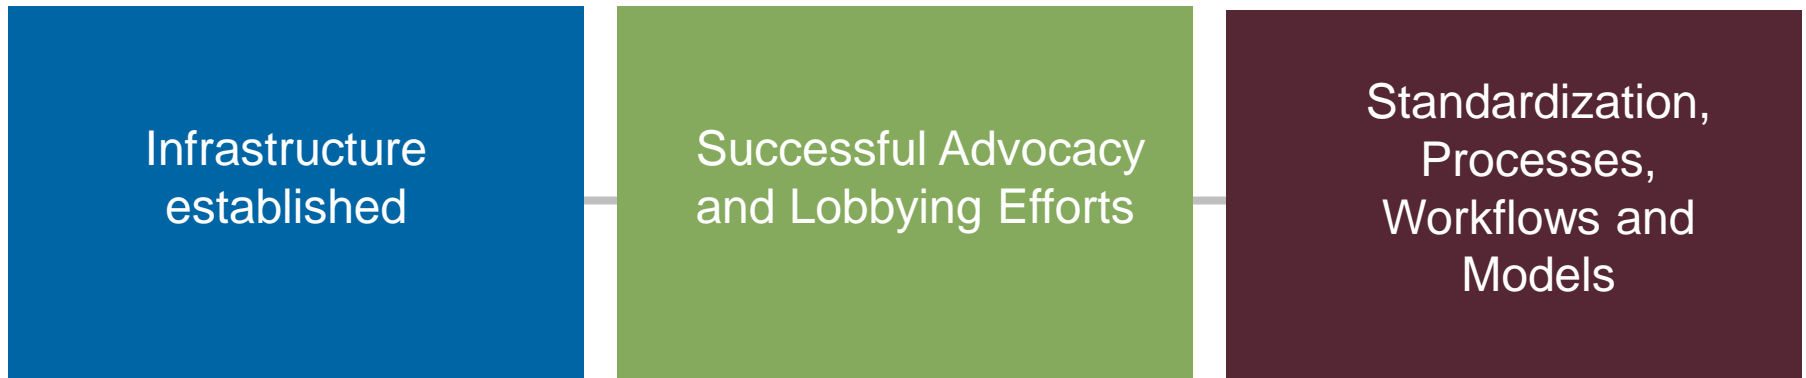 Infrastructure
established
Successful Advocacy
and Lobbying Efforts
Standardization,
Processes,
Workflows and
Models